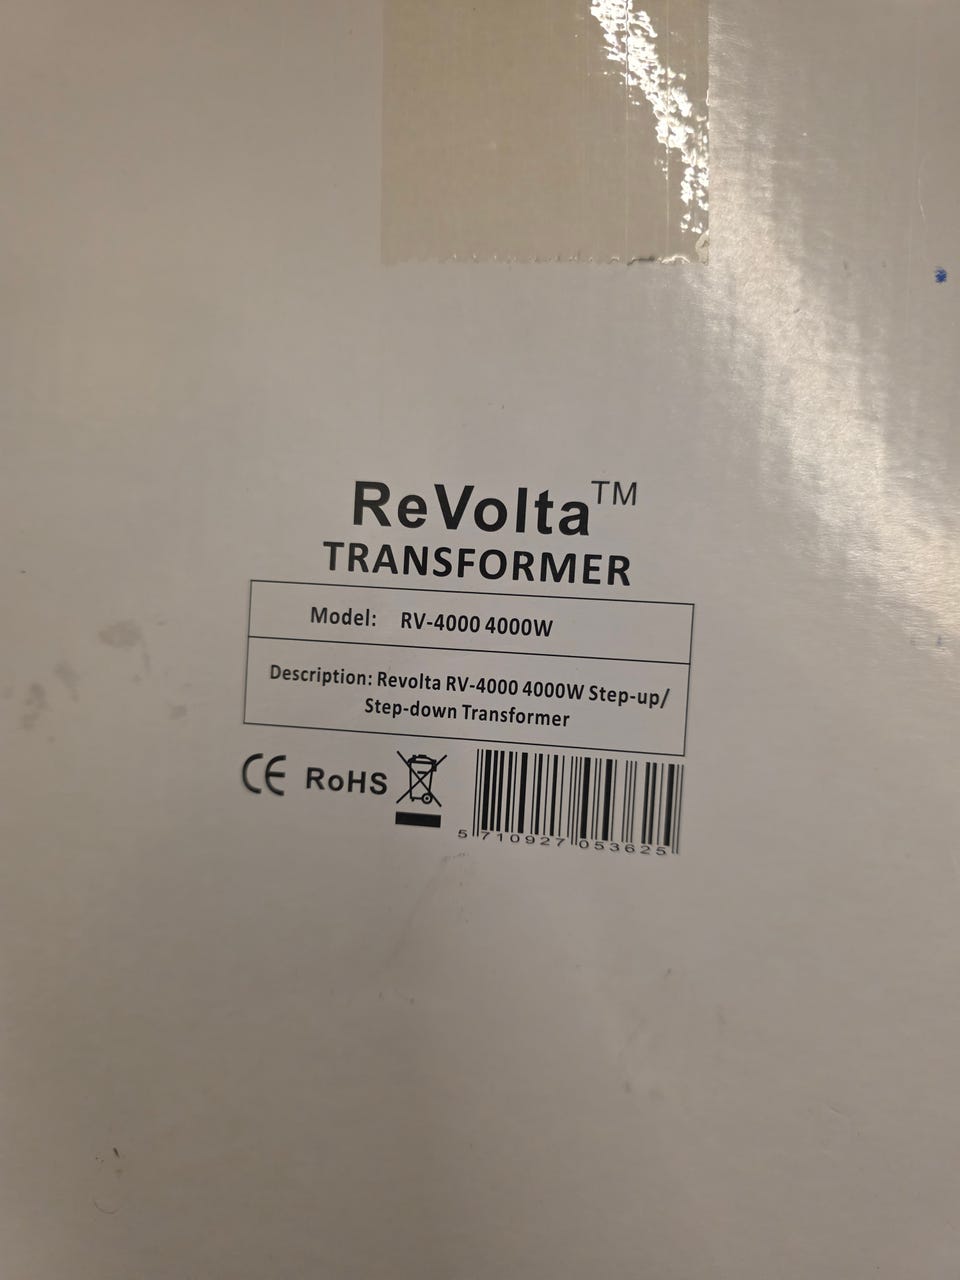 ReVolta™
TRANSFORMER
Model: RV-4000 4000W
Description: Revolta RV-4000 4000W Step-up/
Step-down Transformer
CE RoHS
5 710927 053625